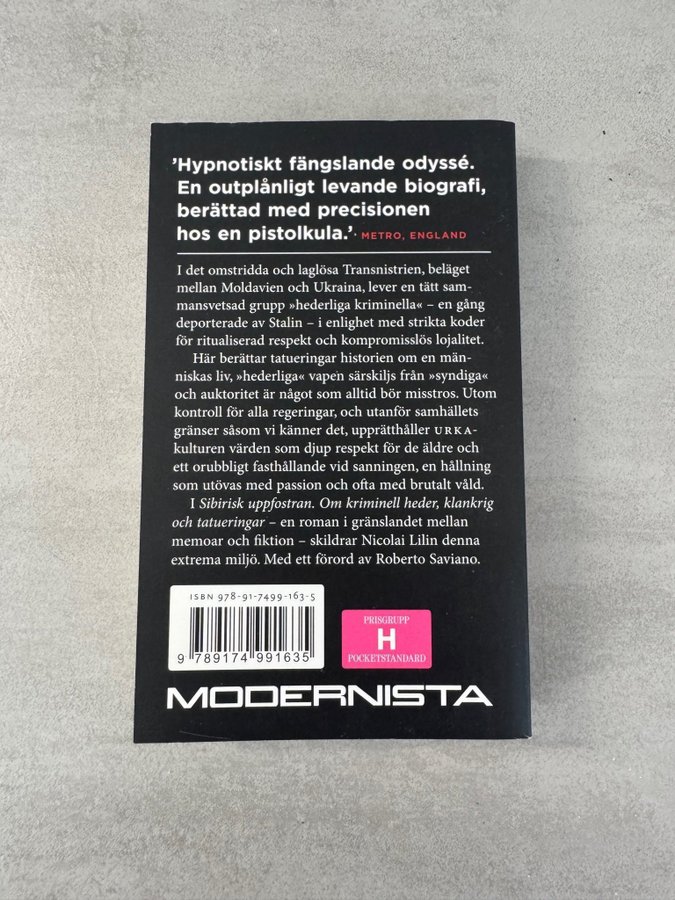 ’Hypnotiskt fängslande odyssé.
En outplånligt levande biografi,
berättad med precisionen
hos en pistolkula.’· METRO, ENGLAND
I det omstridda och laglösa Transnistrien, beläget
mellan Moldavien och Ukraina, lever en tätt sam-
mansvetsad grupp »hederliga kriminella« – en gång
deporterade av Stalin – i enlighet med strikta koder
för ritualiserad respekt och kompromisslös lojalitet.
Här berättar tatueringar historien om en män-
niskas liv, »hederliga« vapen särskiljs från »syndiga«
och auktoritet är något som alltid bör misstros. Utom
kontroll för alla regeringar, och utanför samhällets
gränser såsom vi känner det, upprätthåller URKA-
kulturen värden som djup respekt för de äldre och
ett orubbligt fasthållande vid sanningen, en hållning
som utövas med passion och ofta med brutalt våld.
I Sibirisk uppfostran. Om kriminell heder, klankrig
och tatueringar – en roman i gränslandet mellan
memoar och fiktion – skildrar Nicolai Lilin denna
extrema miljö. Med ett förord av Roberto Saviano.
ISBN 978-91-7499-163-5
9 789174 991635
PRISGRUPP
H
POCKETSTANDARD
MODERNISTA